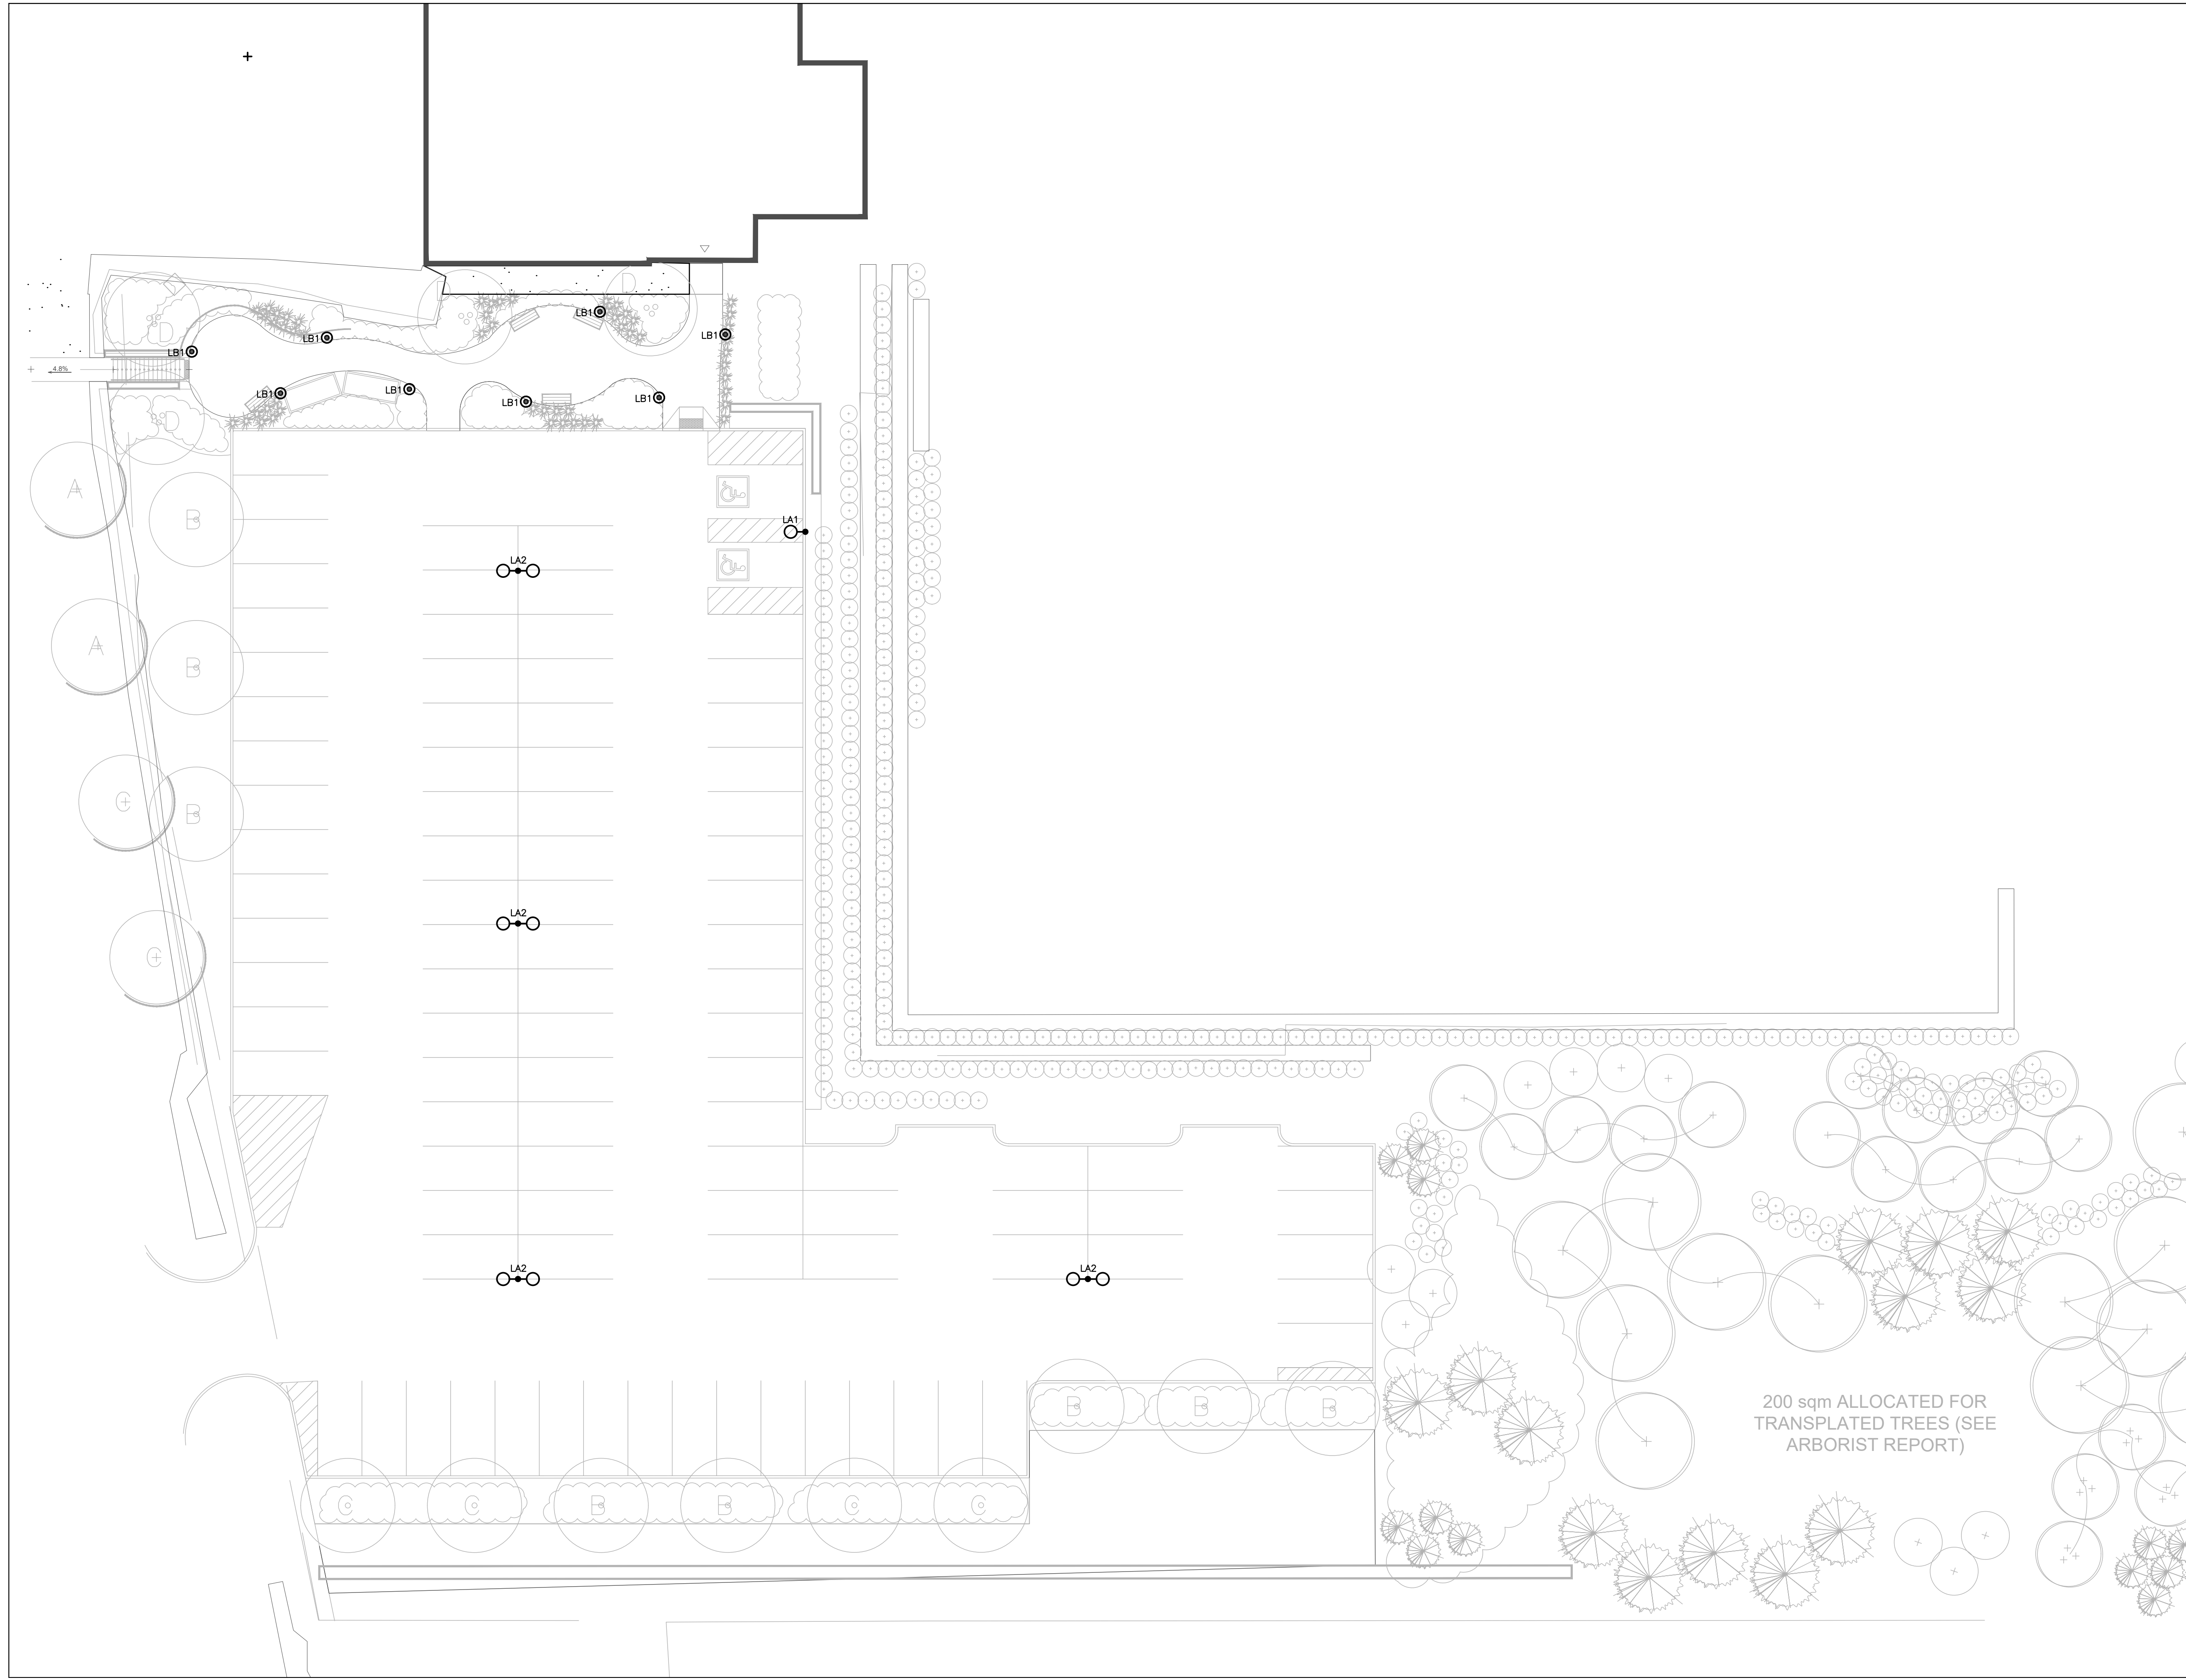 D
LB1
LB1
D
LB1
LB1
4.8%
LB1
LB1
LB1
LB1
D
A
B
LA1
LA2
A
B
C
B
LA2
C
LA2
LA2
B
B
B
200 sqm ALLOCATED FOR
TRANSPLATED TREES (SEE
ARBORIST REPORT)
C
C
B
B
C
C